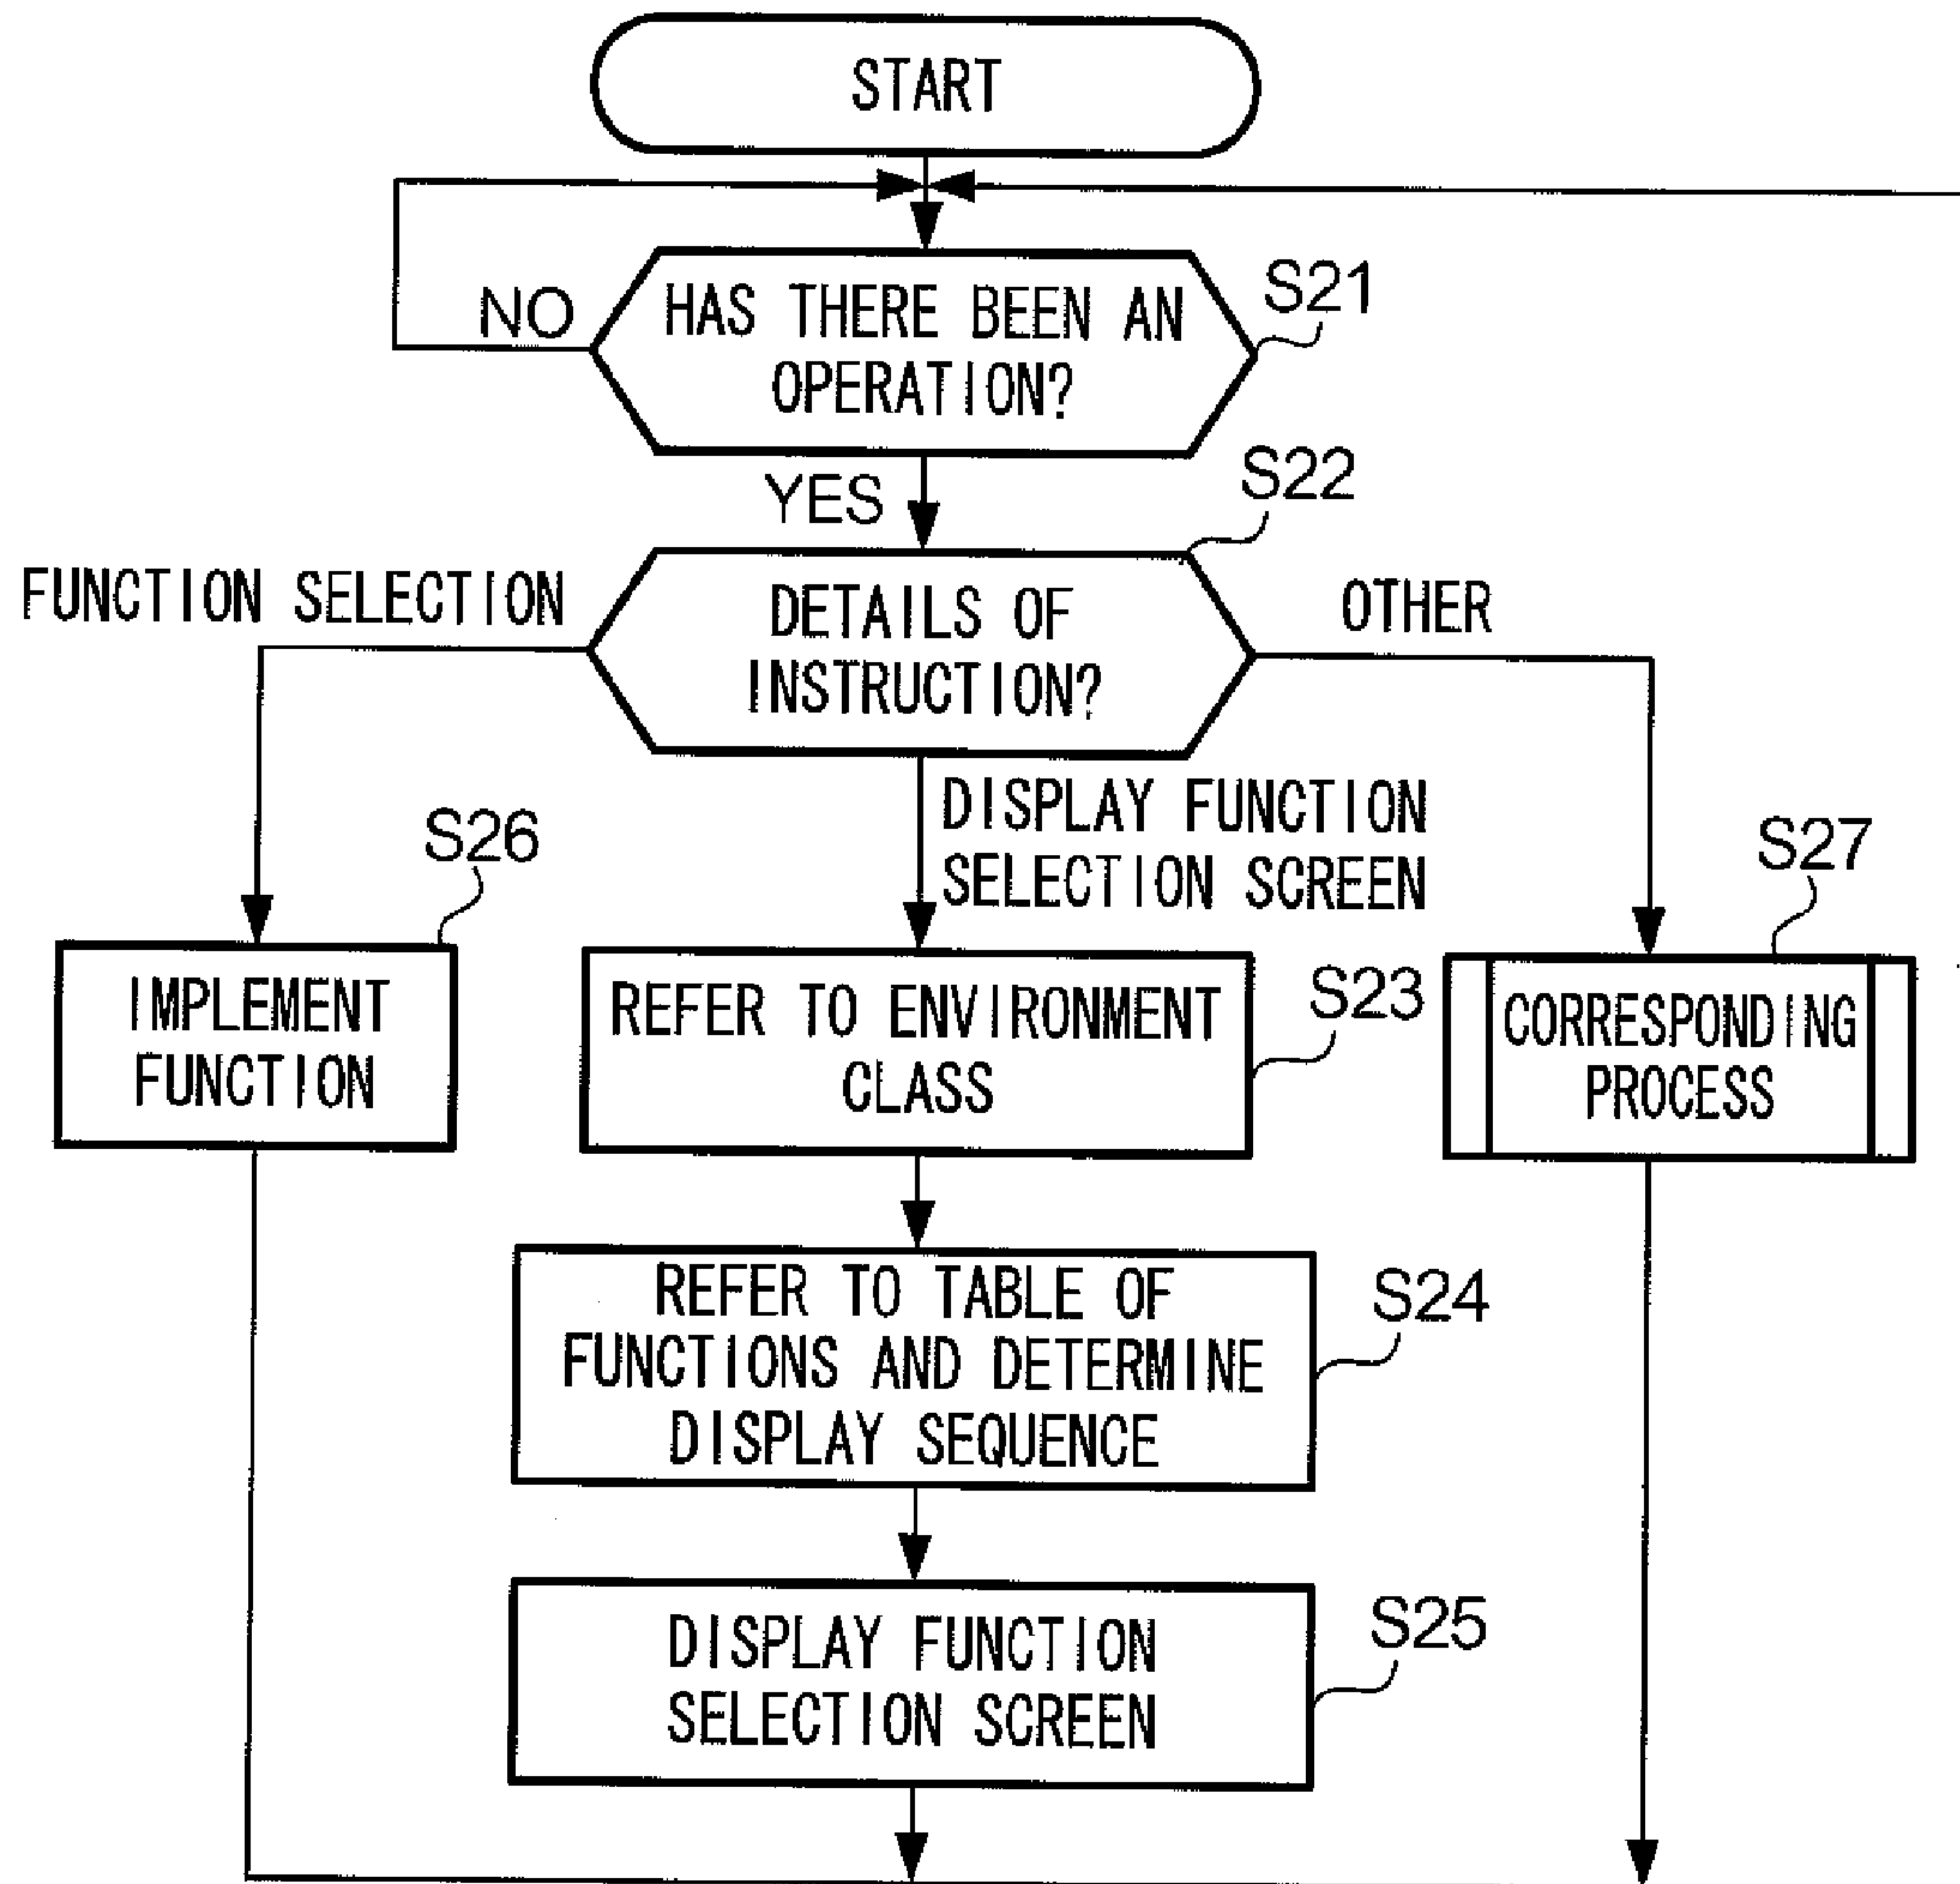 START
HAS THERE BEEN AN
OPERATION?
S21
NO
YES
S22
DETAILS OF
INSTRUCTION?
FUNCTION SELECTION
OTHER
DISPLAY FUNCTION
SELECTION SCREEN
S26
IMPLEMENT
FUNCTION
S23
REFER TO ENVIRONMENT
CLASS
S27
CORRESPONDING
PROCESS
S24
REFER TO TABLE OF
FUNCTIONS AND DETERMINE
DISPLAY SEQUENCE
S25
DISPLAY FUNCTION
SELECTION SCREEN